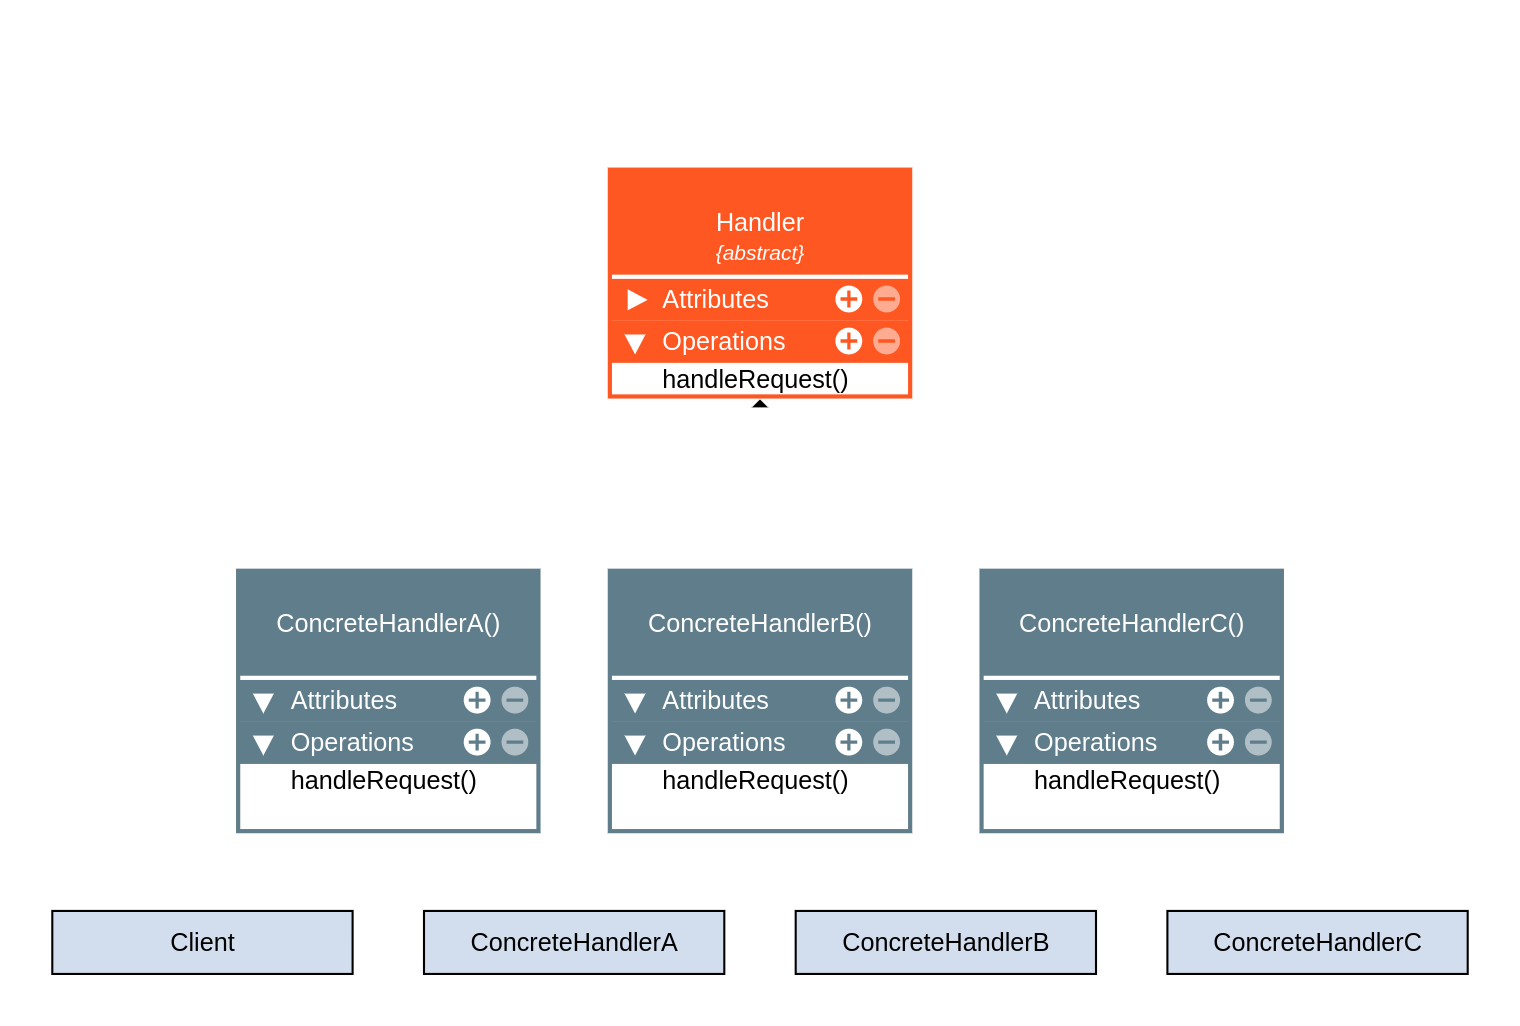 Handler
{abstract}
Attributes
Operations
handleRequest()
ConcreteHandlerA()
Attributes
Operations
handleRequest()
ConcreteHandlerB()
Attributes
Operations
handleRequest()
ConcreteHandlerC()
Attributes
Operations
handleRequest()
Client
ConcreteHandlerA
ConcreteHandlerB
ConcreteHandlerC